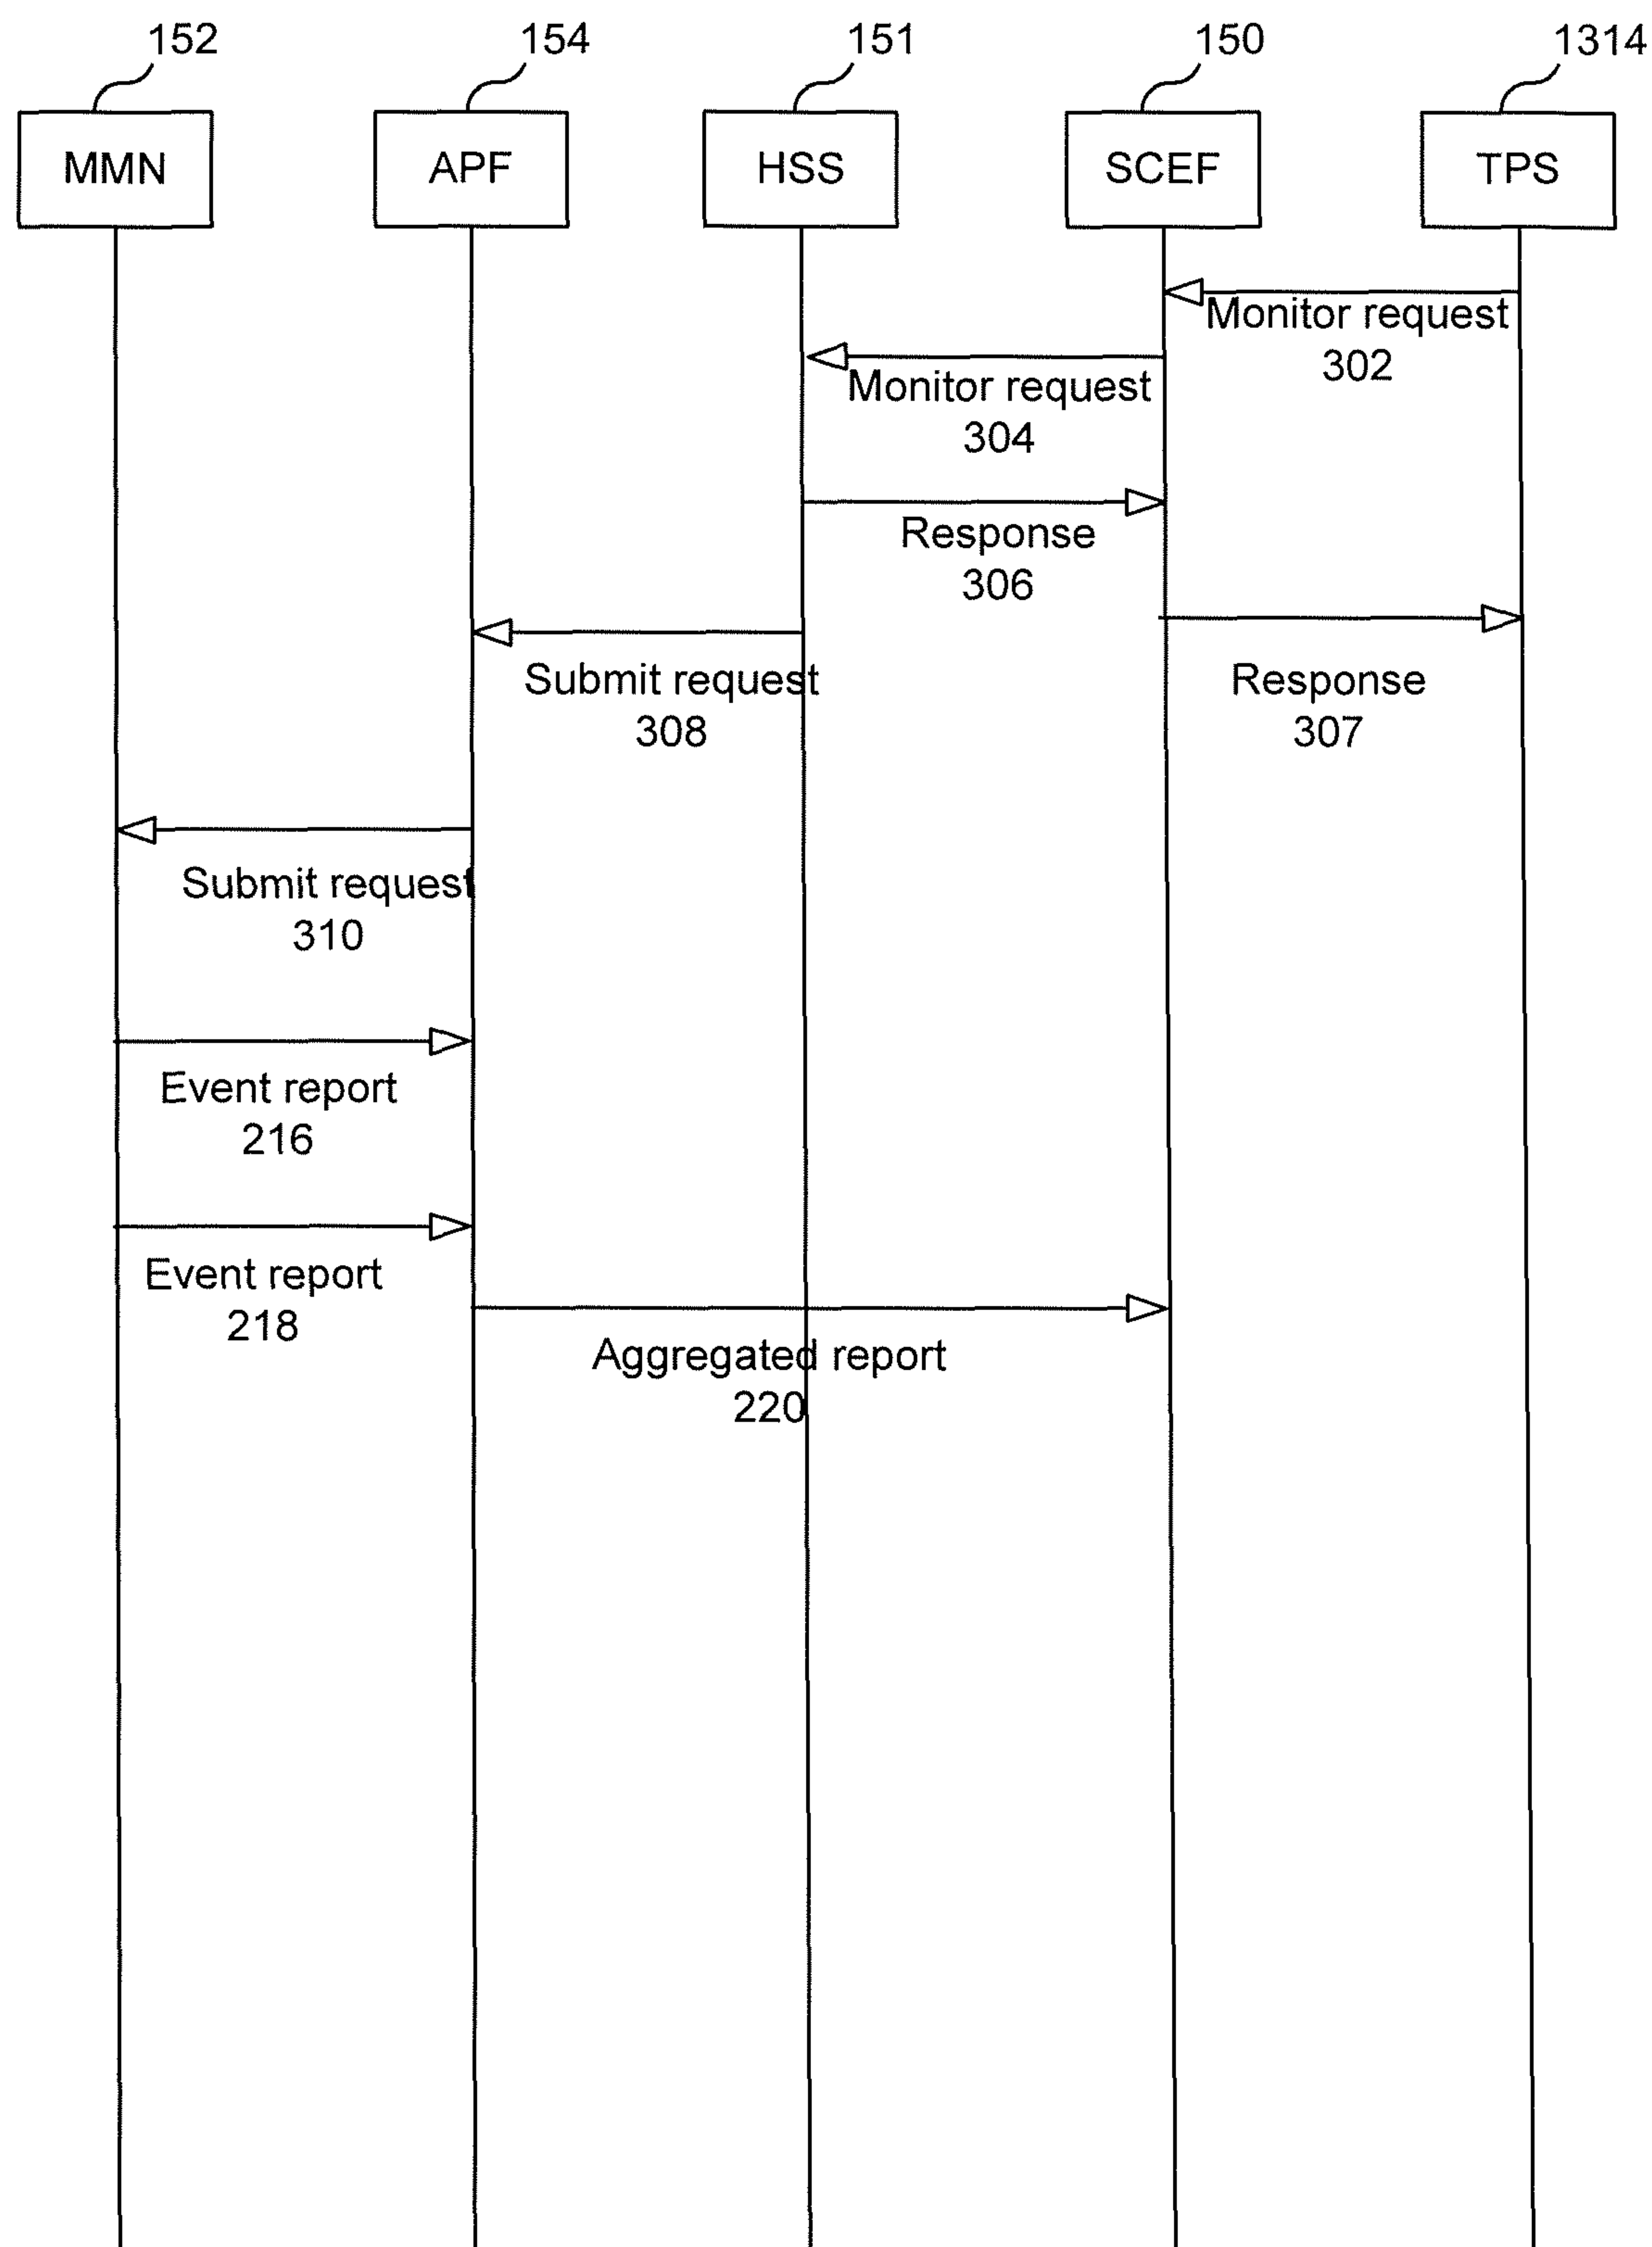 152
154
151
150
1314
MMN
APF
HSS
SCEF
TPS
Monitor request
302
Monitor request
304
Response
306
Submit request
308
Response
307
Submit request
310
Event report
216
Event report
218
Aggregated report
220